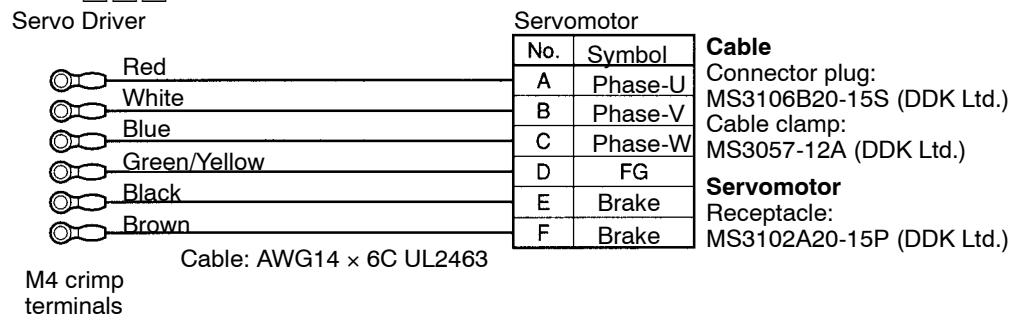 Servo Driver
Servomotor
No. Symbol
Red A Phase-U
White B Phase-V
Blue C Phase-W
Green/Yellow D FG
Black E Brake
Brown F Brake
Cable: AWG14 × 6C UL2463
M4 crimp
terminals
Cable
Connector plug:
MS3106B20-15S (DDK Ltd.)
Cable clamp:
MS3057-12A (DDK Ltd.)
Servomotor
Receptacle:
MS3102A20-15P (DDK Ltd.)